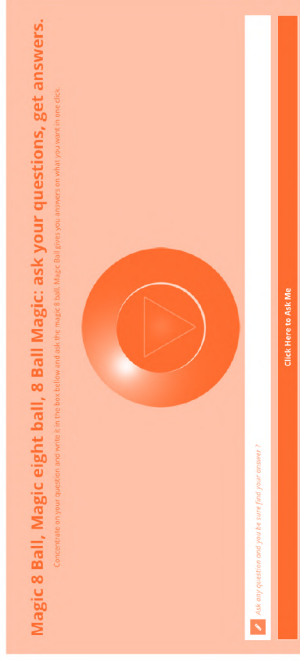 Magic 8 Ball, Magic eight ball, 8 Ball Magic: ask your questions, get answers.
Concentrate on your question and write it in the box bellow and ask the magic 8 ball. Magic Ball gives you answers on what you want in one click.
Ask any question and you be sure find your answer ?
Click Here to Ask Me